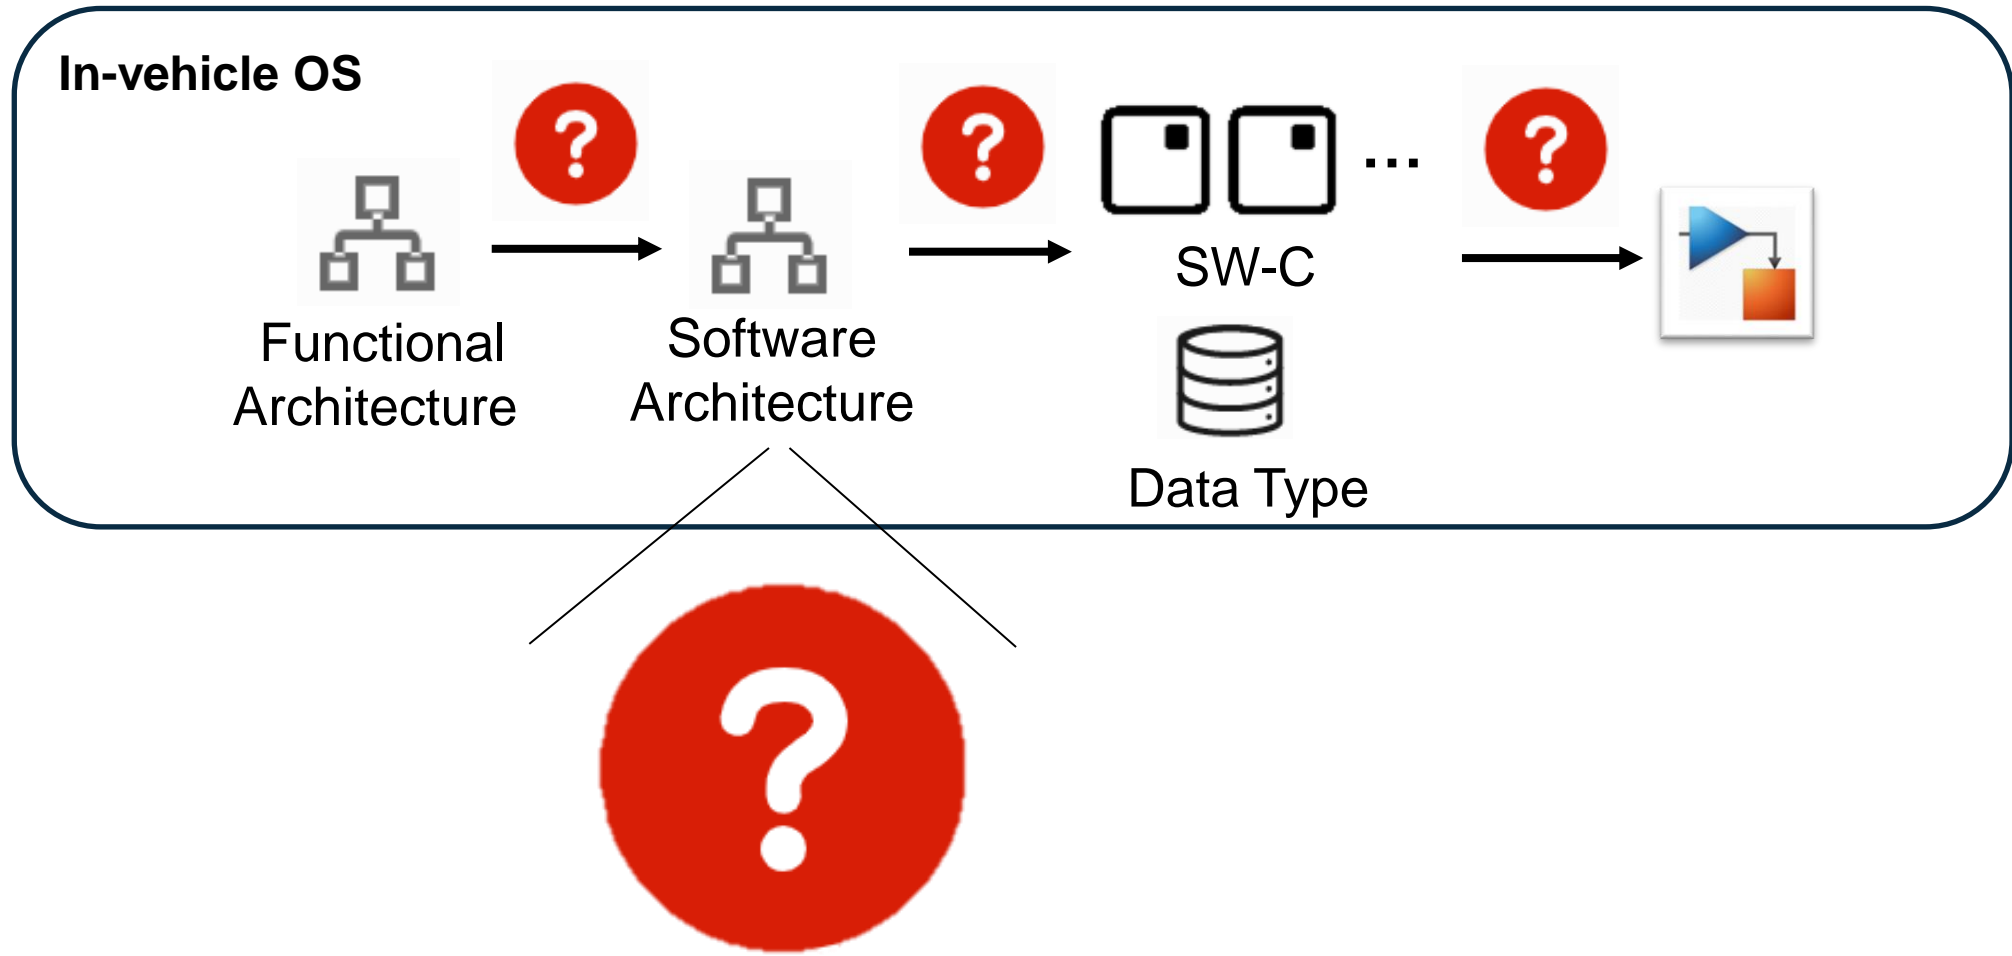 In-vehicle OS
?
?
?
...
Functional
Architecture
Software
Architecture
SW-C
Data Type
?